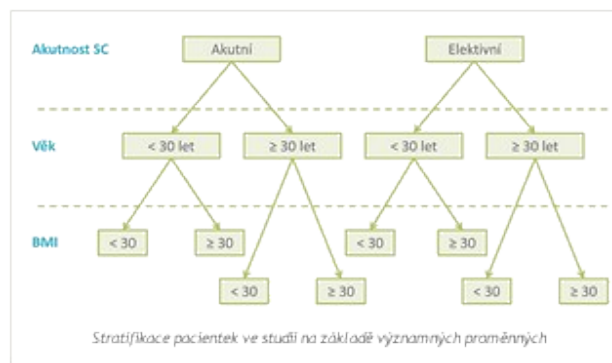 Akutnost SC Akutní Elektivní
Věk < 30 let ≥ 30 let < 30 let ≥ 30 let
BMI < 30 ≥ 30 < 30 ≥ 30
< 30 ≥ 30 < 30 ≥ 30
Stratifikace pacientek ve studii na základě významných proměnných